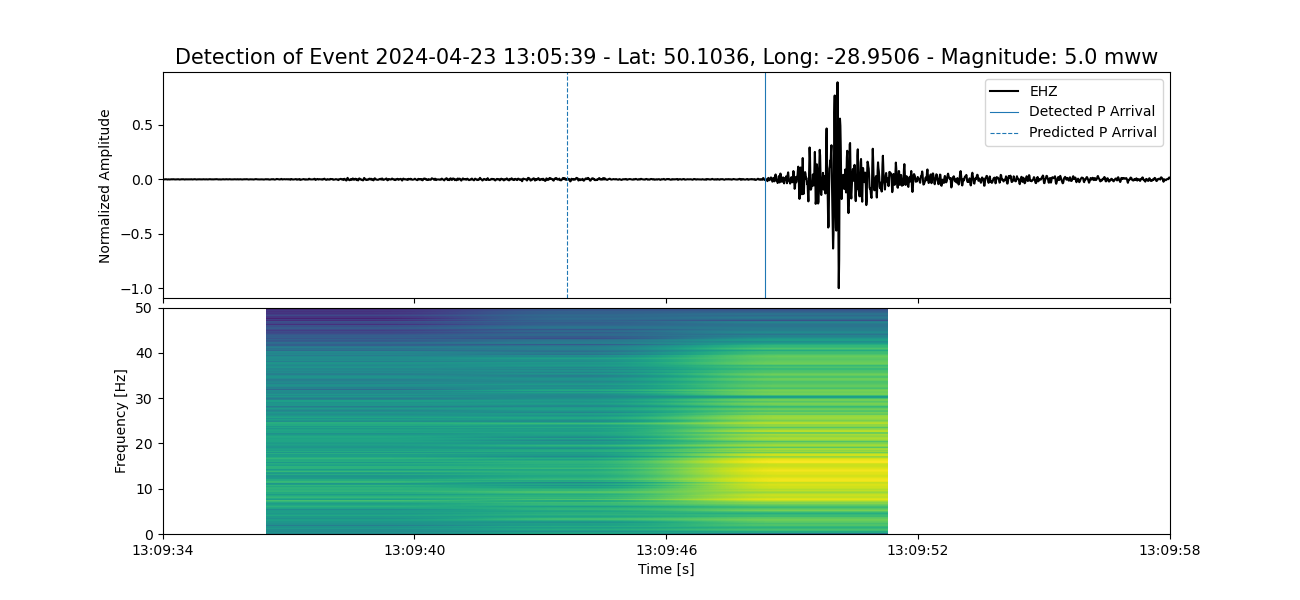 Detection of Event 2024-04-23 13:05:39 - Lat: 50.1036, Long: -28.9506 - Magnitude: 5.0 mww
EHZ
Detected P Arrival
Predicted P Arrival
0.5
0.0
−0.5
−1.0
Normalized Amplitude
50
40
30
20
10
0
Frequency [Hz]
13:09:34
13:09:40
13:09:46
13:09:52
13:09:58
Time [s]